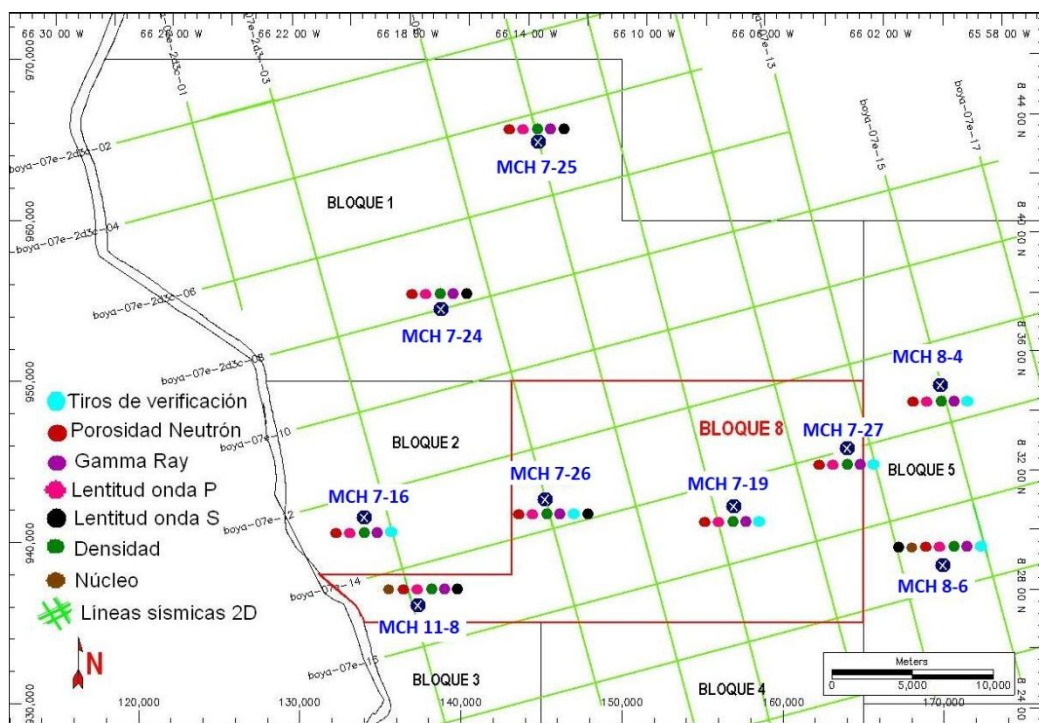 66 30 00 W
66 26 00 W
66 22 00 W
66 18 00 W
66 14 00 W
66 10 00 W
66 06 00 W
66 02 00 W
65 58 00 W
970,000
960,000
950,000
940,000
930,000
8 44 00 N
8 40 00 N
8 36 00 N
8 32 00 N
8 28 00 N
8 24 00 N
boya-07e-2d3c-02
boya-07e-2d3c-04
boya-07e-2d3c-06
boya-07e-2d3c-08
boya-07e-10
boya-07e-12
boya-07e-14
boya-07e-16
-07e-13
boya-07e-15
boya-07e-17
MCH 7-25
BLOQUE 1
MCH 7-24
MCH 8-4
BLOQUE 8
MCH 7-27
BLOQUE 2
MCH 7-26
MCH 7-19
BLOQUE 5
MCH 7-16
MCH 8-6
MCH 11-8
BLOQUE 3
BLOQUE 4
Tiros de verificación
Porosidad Neutrón
Gamma Ray
Lentitud onda P
Lentitud onda S
Densidad
Núcleo
Líneas sísmicas 2D
N
Meters
0 5,000 10,000
120,000
130,000
140,000
150,000
160,000
170,000